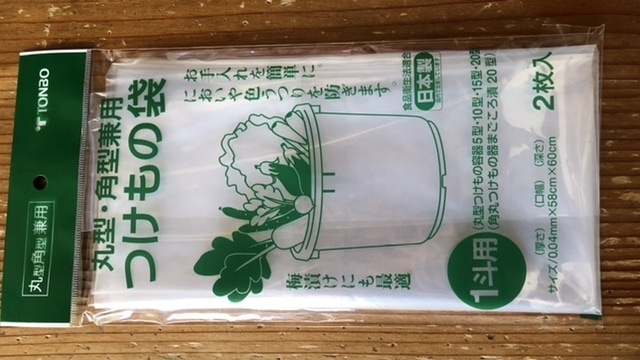 TONBO
丸型角型 兼用
丸型・角型兼用
つけもの袋
お手入れを簡単に。
においや色うつりを防ぎます。
食品衛生法適合
日本製
2枚入
梅漬けにも最適
1斗用
(丸型つけもの容器5型・10型・15型・20型)
(角丸つけもの器まごころ漬20型)
(厚さ) (口幅) (深さ)
サイズ/0.04mm×58cm×60cm